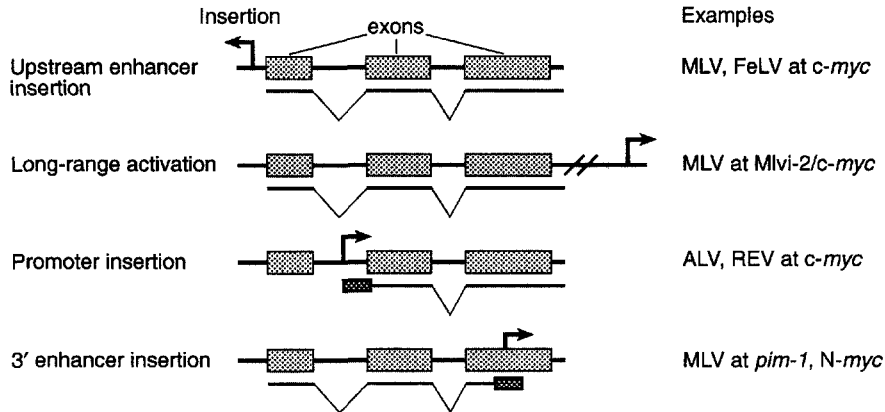 Insertion
exons
Examples
Upstream enhancer
insertion
MLV, FeLV at c-myc
Long-range activation
MLV at Mlvi-2/c-myc
Promoter insertion
ALV, REV at c-myc
3′ enhancer insertion
MLV at pim-1, N-myc